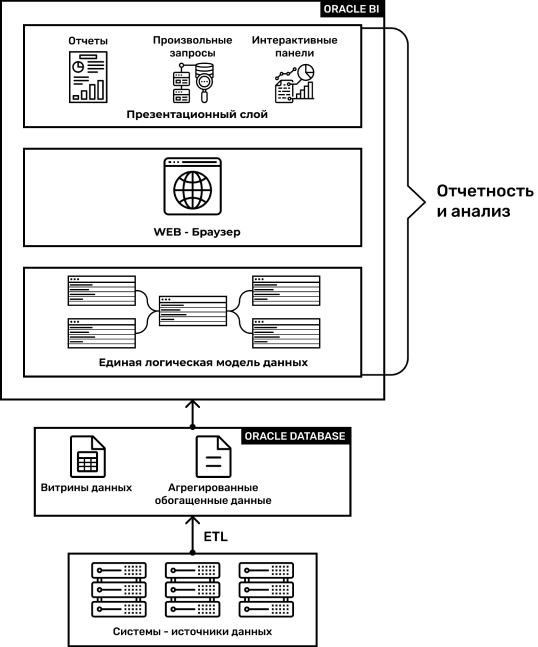 ORACLE BI
Отчеты
Произвольные
запросы
Интерактивные
панели
Презентационный слой
WEB - Браузер
Единая логическая модель данных
Отчетность
и анализ
ORACLE DATABASE
Витрины данных
Агрегированные
обогащенные данные
ETL
Системы - источники данных